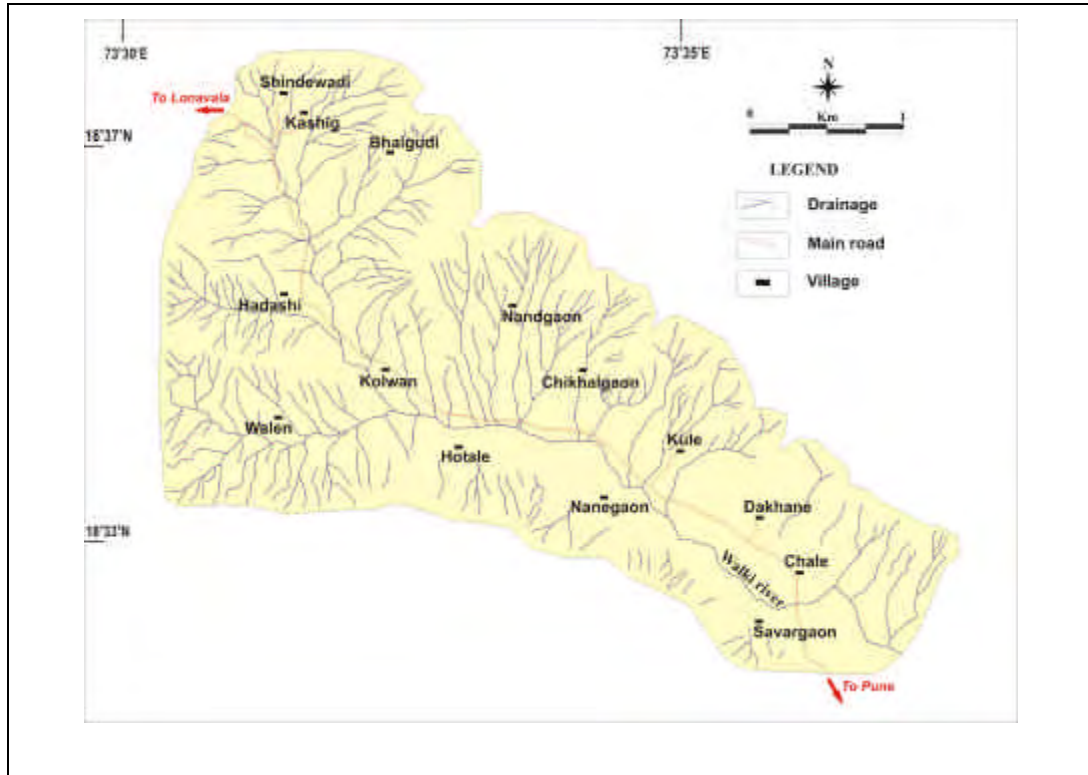 73°30'E
73°35'E
N
To Lonavala
Shindewadi
Kashig
0 Km 1
18°37'N
Bhalgudi
LEGEND
Drainage
Main road
Village
Hadashi
Nandgaon
Kolwan
Chikhalgaon
Walen
Hotale
Kule
Nanegaon
Dakhane
18°33'N
Chale
Walki river
Savargaon
To Pune